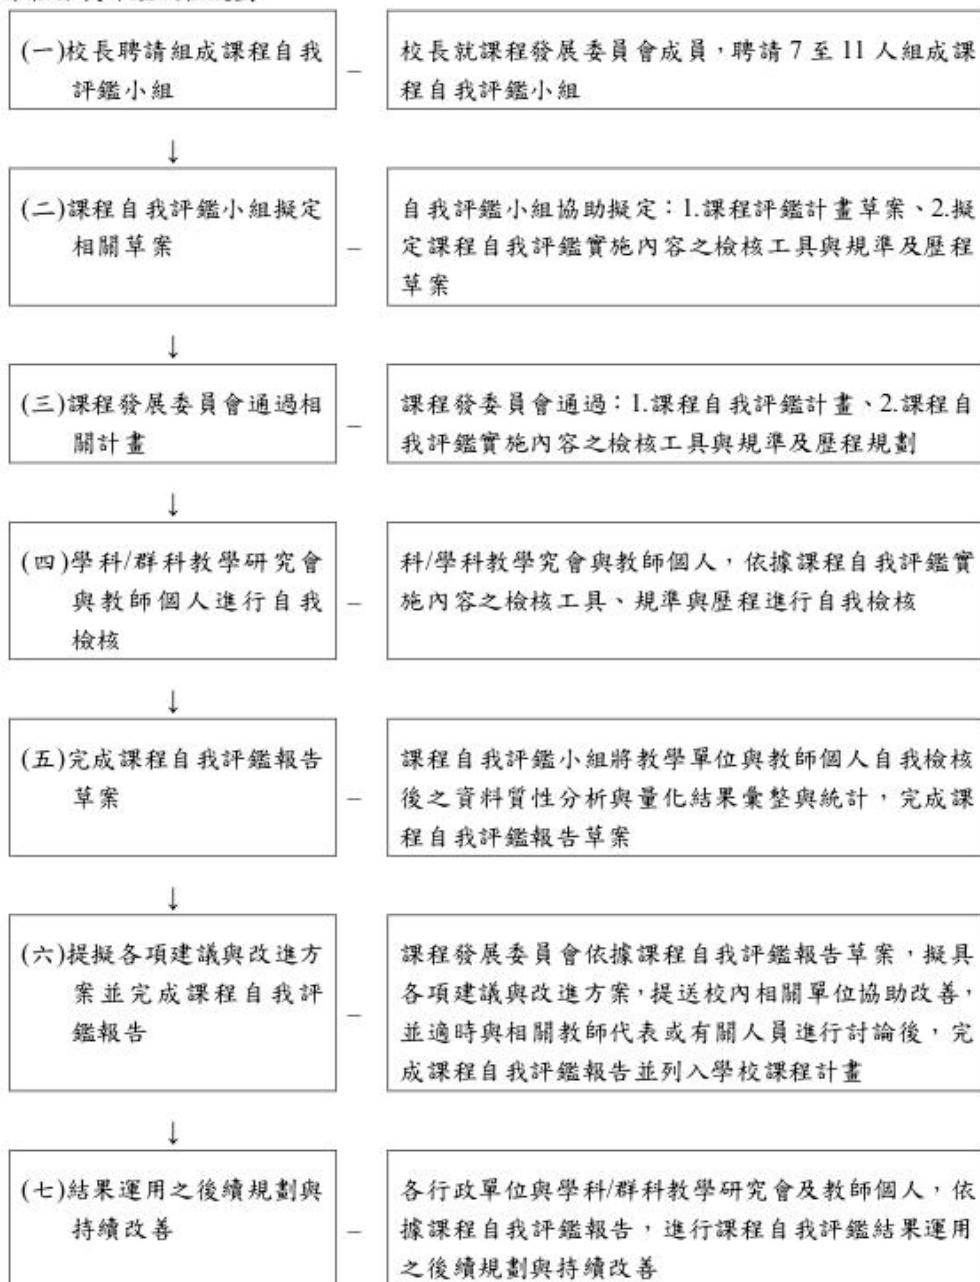 (一)校長聘請組成課程自我
評鑑小組
–
校長就課程發展委員會成員，聘請 7 至 11 人組成課
程自我評鑑小組
↓
(二)課程自我評鑑小組擬定
相關草案
–
自我評鑑小組協助擬定：1.課程評鑑計畫草案、2.擬
定課程自我評鑑實施內容之檢核工具與規準及歷程
草案
↓
(三)課程發展委員會通過相
關計畫
–
課程發委員會通過：1.課程自我評鑑計畫、2.課程自
我評鑑實施內容之檢核工具與規準及歷程規劃
↓
(四)學科/群科教學研究會
與教師個人進行自我
檢核
–
科/學科教學究會與教師個人，依據課程自我評鑑實
施內容之檢核工具、規準與歷程進行自我檢核
↓
(五)完成課程自我評鑑報告
草案
–
課程自我評鑑小組將教學單位與教師個人自我檢核
後之資料質性分析與量化結果彙整與統計，完成課
程自我評鑑報告草案
↓
(六)提擬各項建議與改進方
案並完成課程自我評
鑑報告
–
課程發展委員會依據課程自我評鑑報告草案，擬具
各項建議與改進方案，提送校內相關單位協助改善，
並適時與相關教師代表或有關人員進行討論後，完
成課程自我評鑑報告並列入學校課程計畫
↓
(七)結果運用之後續規劃與
持續改善
–
各行政單位與學科/群科教學研究會及教師個人，依
據課程自我評鑑報告，進行課程自我評鑑結果運用
之後續規劃與持續改善